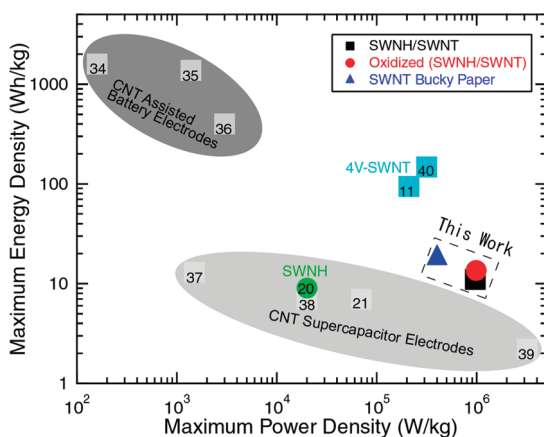 Maximum Energy Density (Wh/kg)
1000
100
10
1
10²
10³
10⁴
10⁵
10⁶
Maximum Power Density (W/kg)
SWNH/SWNT
Oxidized (SWNH/SWNT)
SWNT Bucky Paper
34
35
36
CNT Assisted
Battery Electrodes
4V-SWNT
40
11
This Work
37
SWNH
20
38
21
39
CNT Supercapacitor Electrodes